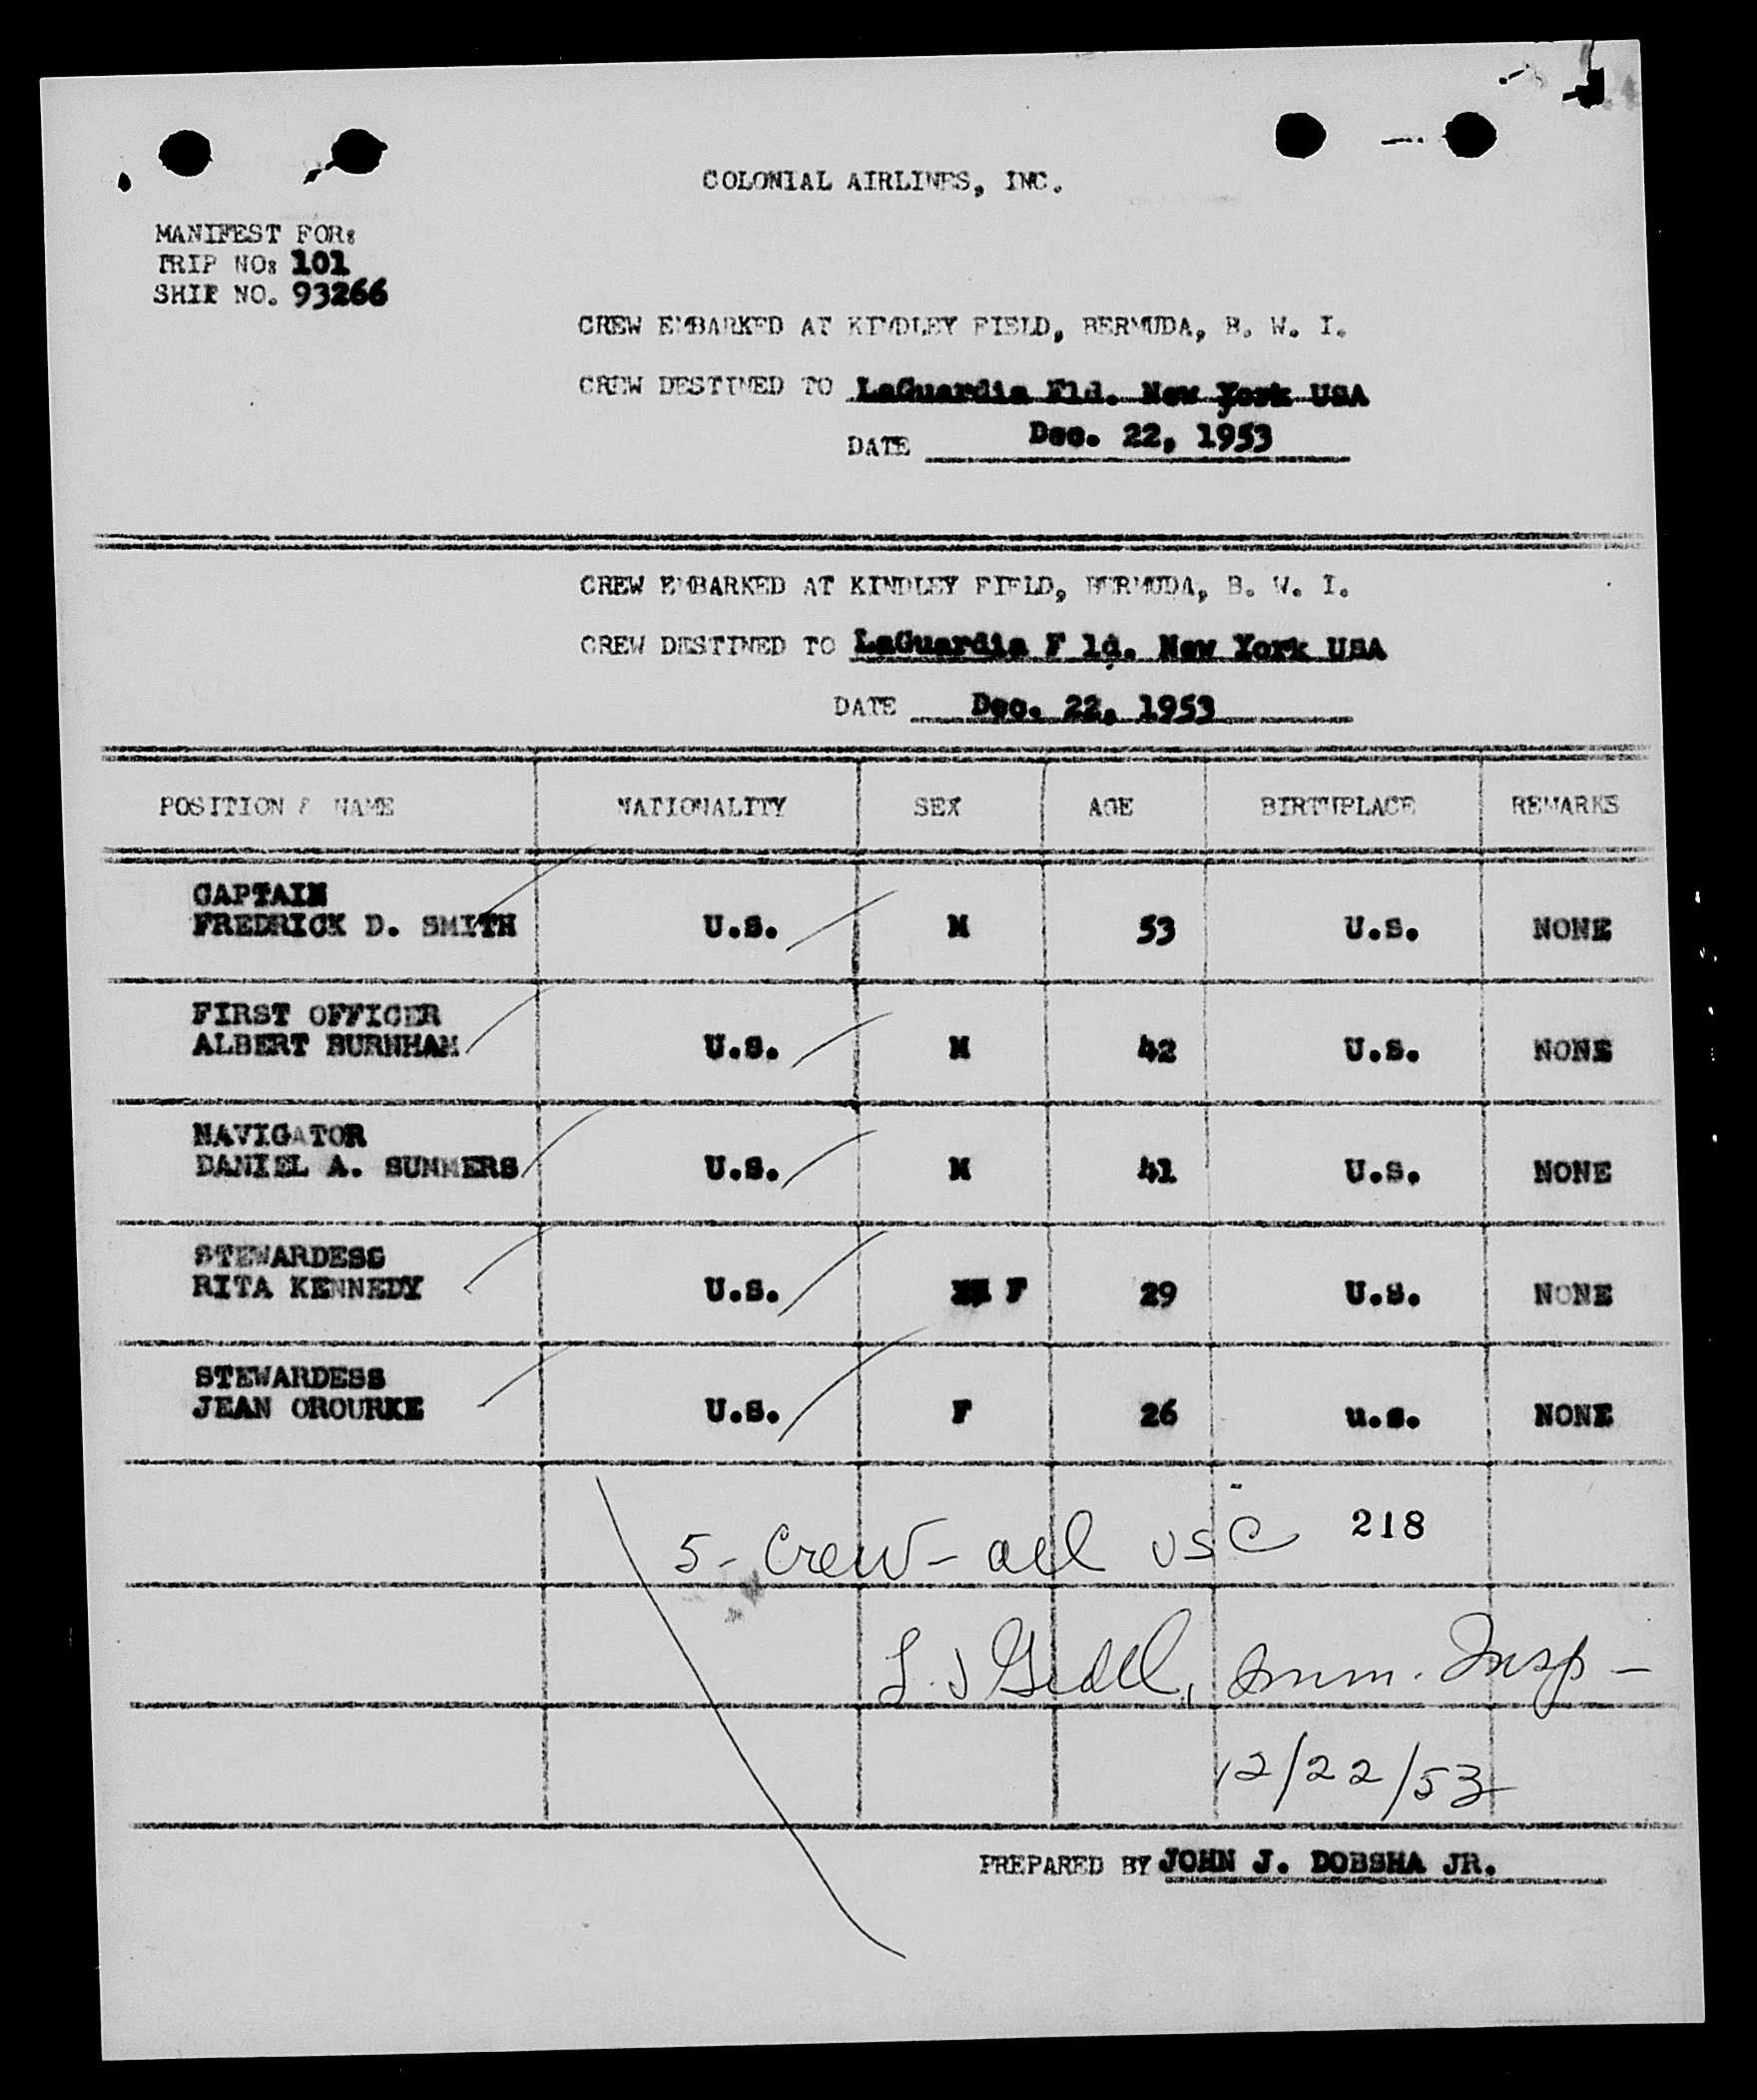 COLONIAL AIRLINES, INC.
MANIFEST FOR:
TRIP NO: 101
SHIP NO. 93266
CREW EMBARKED AT KINDLEY FIELD, BERMUDA, B. W. I.
CREW DESTINED TO LaGuardia Fld. New York USA
DATE Dec. 22, 1953
CREW EMBARKED AT KINDLEY FIELD, BERMUDA, B. W. I.
CREW DESTINED TO LaGuardia F ld. New York USA
DATE Dec. 22, 1953
POSITION & NAME NATIONALITY SEX AGE BIRTHPLACE REMARKS
CAPTAIN
FREDRICK D. SMITH U.S. M 53 U.S. NONE
FIRST OFFICER
ALBERT BURNHAM U.S. M 42 U.S. NONE
NAVIGATOR
DANIEL A. SUMMERS U.S. M 41 U.S. NONE
STEWARDESS
RITA KENNEDY U.S. F 29 U.S. NONE
STEWARDESS
JEAN OROURKE U.S. F 26 u.s. NONE
5- Crew - all USC 218
Imm. Insp -
12/22/53
PREPARED BY JOHN J. DOBSHA JR.